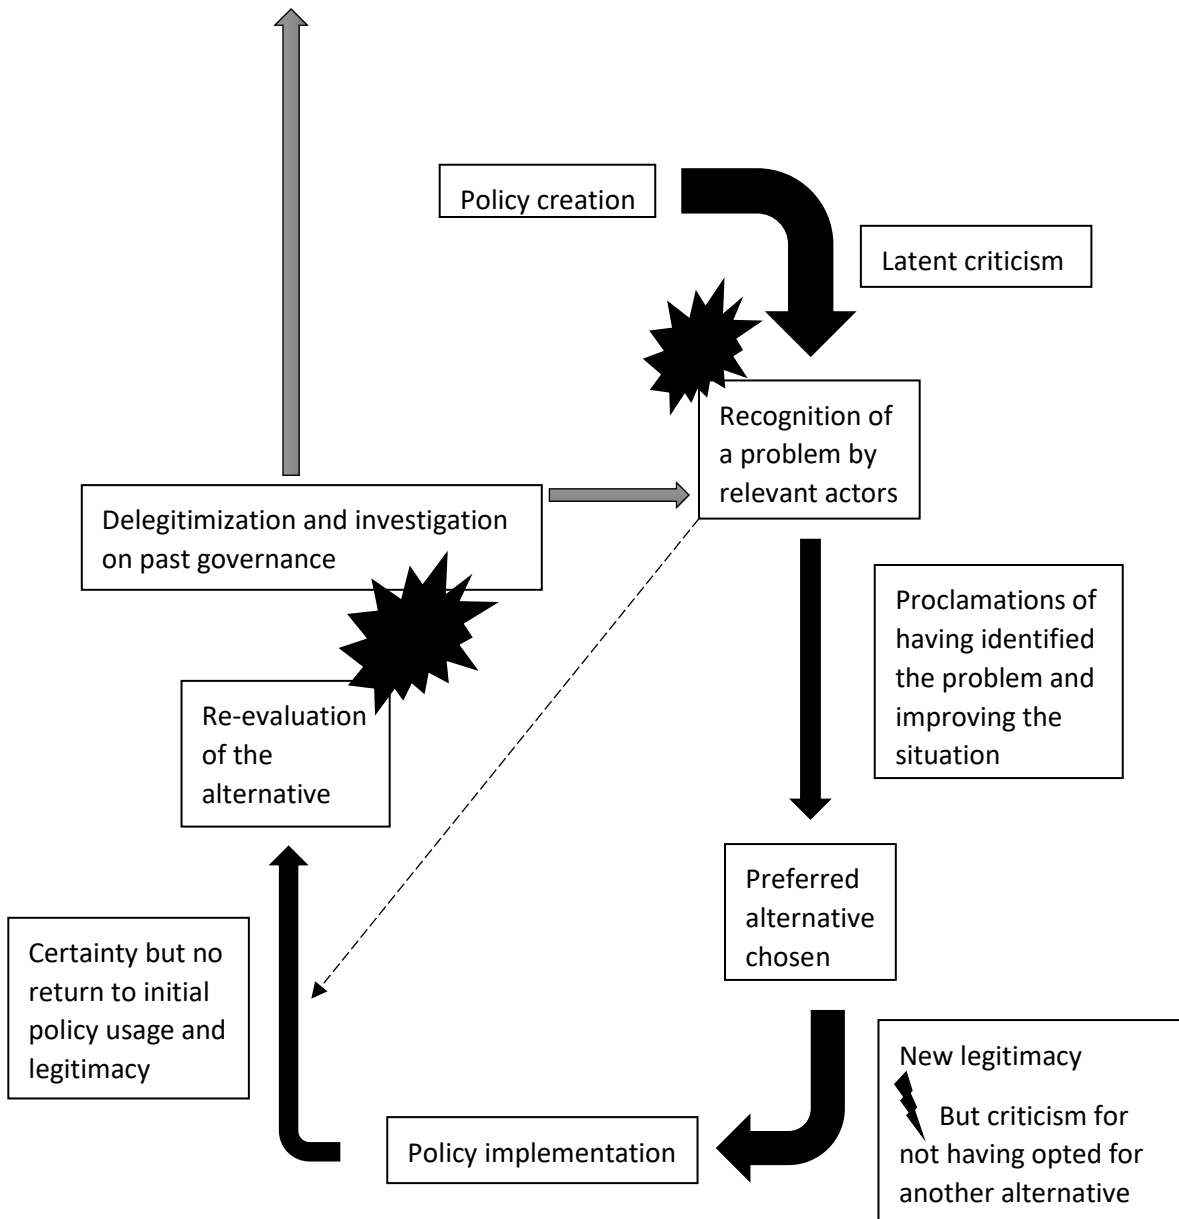 Policy creation
Latent criticism
Recognition of
a problem by
relevant actors
Delegitimization and investigation
on past governance
Proclamations of
having identified
the problem and
improving the
situation
Re-evaluation
of the
alternative
Preferred
alternative
chosen
Certainty but no
return to initial
policy usage and
legitimacy
New legitimacy
But criticism for
not having opted for
another alternative
Policy implementation